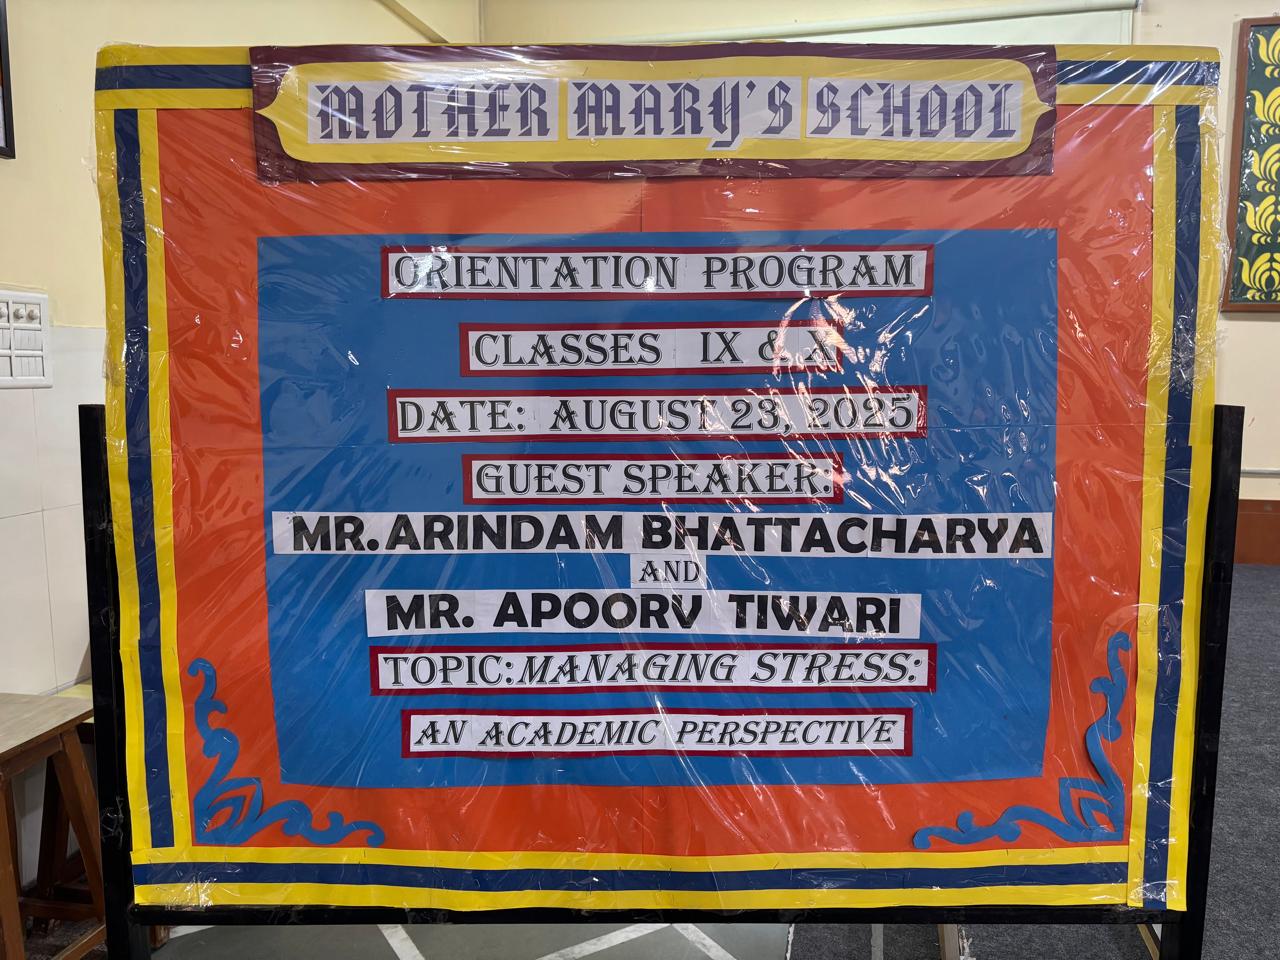 MOTHER MARY'S SCHOOL
ORIENTATION PROGRAM
CLASSES IX & X
DATE: AUGUST 23, 2025
GUEST SPEAKER:
MR.ARINDAM BHATTACHARYA
AND
MR. APOORV TIWARI
TOPIC:MANAGING STRESS:
AN ACADEMIC PERSPECTIVE